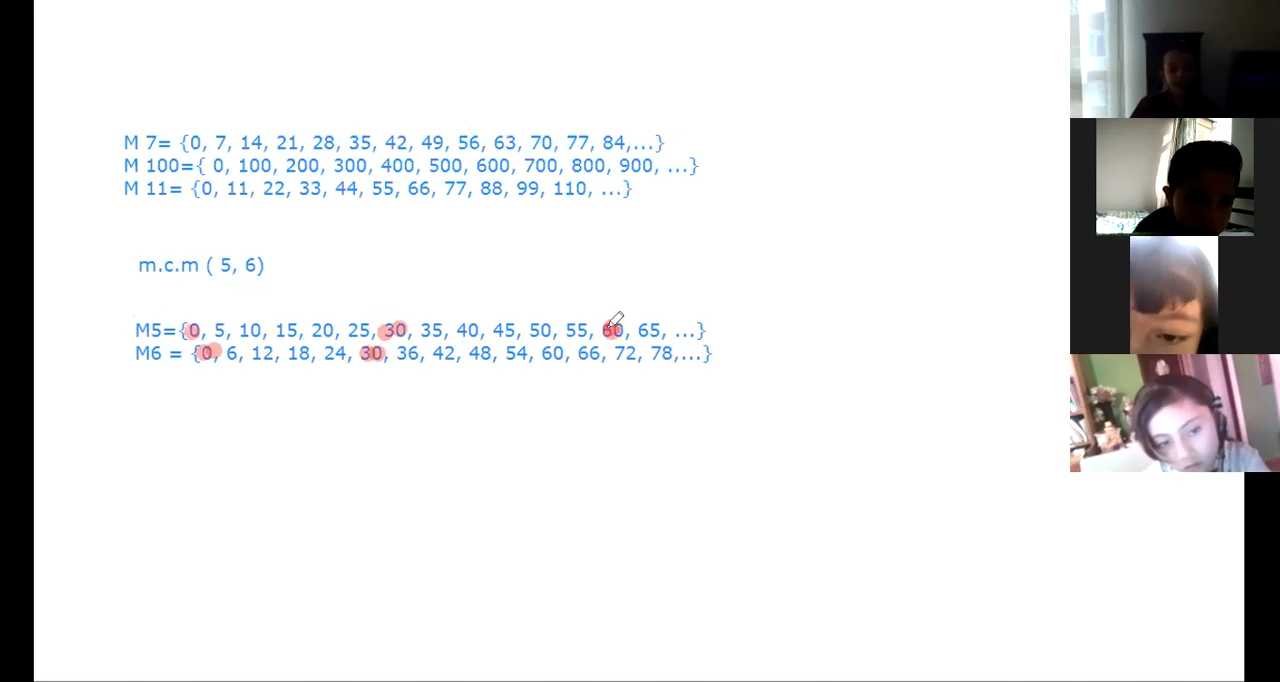 M 7= {0, 7, 14, 21, 28, 35, 42, 49, 56, 63, 70, 77, 84,...}
M 100={ 0, 100, 200, 300, 400, 500, 600, 700, 800, 900, ...}
M 11= {0, 11, 22, 33, 44, 55, 66, 77, 88, 99, 110, ...}
m.c.m ( 5, 6)
M5={0, 5, 10, 15, 20, 25, 30, 35, 40, 45, 50, 55, 60, 65, ...}
M6 = {0, 6, 12, 18, 24, 30, 36, 42, 48, 54, 60, 66, 72, 78,...}